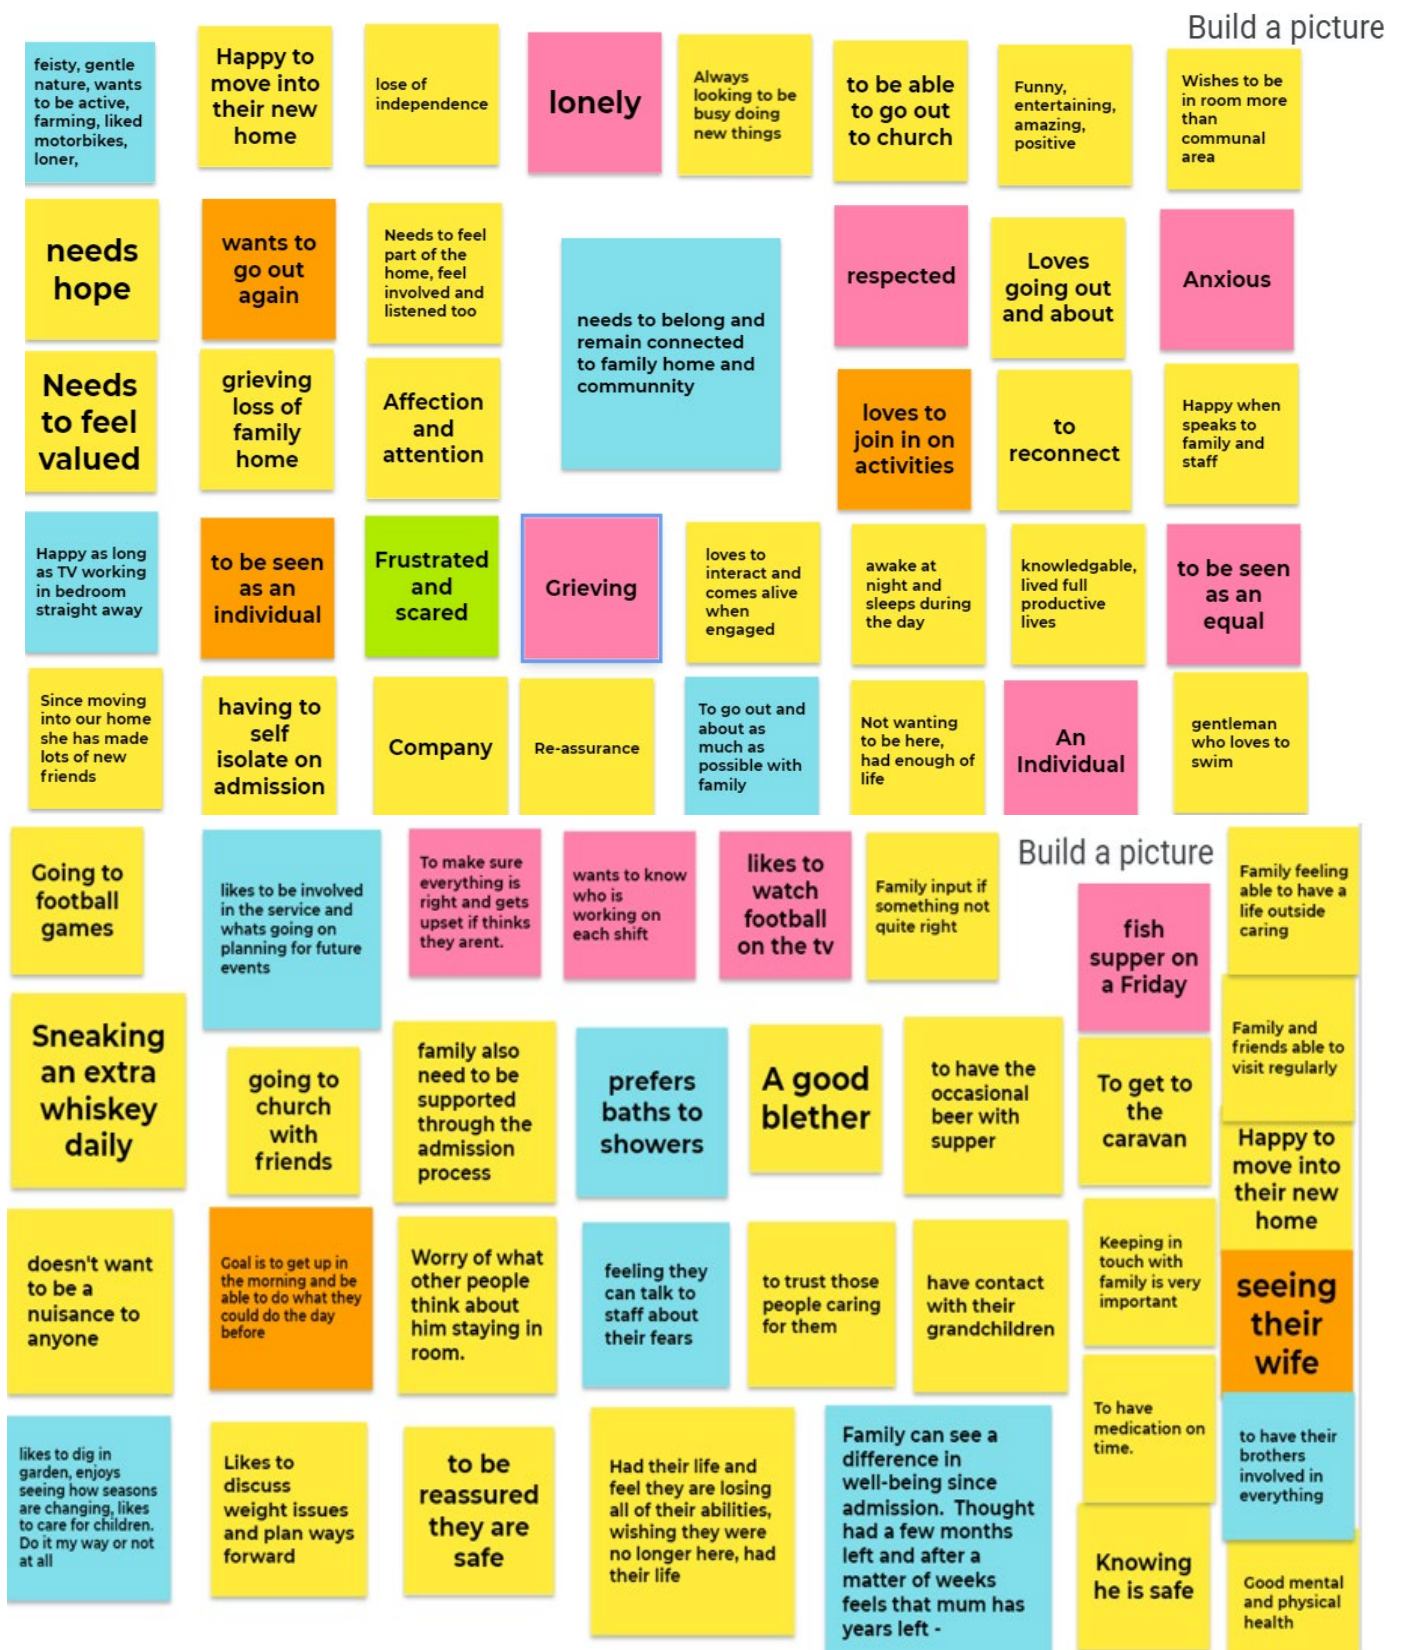 Build a picture
feisty, gentle
nature, wants
to be active,
farming, liked
motorbikes,
loner,
Happy to
move into
their new
home
lose of
independence
lonely
Always
looking to be
busy doing
new things
to be able
to go out
to church
Funny,
entertaining,
amazing,
positive
Wishes to be
in room more
than
communal
area
needs
hope
wants to
go out
again
Needs to feel
part of the
home, feel
involved and
listened too
needs to belong and
remain connected
to family home and
communnity
respected
Loves
going out
and about
Anxious
Needs
to feel
valued
grieving
loss of
family
home
Affection
and
attention
loves to
join in on
activities
to
reconnect
Happy when
speaks to
family and
staff
Happy as long
as TV working
in bedroom
straight away
to be seen
as an
individual
Frustrated
and
scared
Grieving
loves to
interact and
comes alive
when
engaged
awake at
night and
sleeps during
the day
knowledgable,
lived full
productive
lives
to be seen
as an
equal
Since moving
into our home
she has made
lots of new
friends
having to
self
isolate on
admission
Company
Re-assurance
To go out and
about as
much as
possible with
family
Not wanting
to be here,
had enough of
life
An
Individual
gentleman
who loves to
swim
Build a picture
Going to
football
games
likes to be involved
in the service and
whats going on
planning for future
events
To make sure
everything is
right and gets
upset if thinks
they arent.
wants to know
who is
working on
each shift
likes to
watch
football
on the tv
Family input if
something not
quite right
fish
supper on
a Friday
Family feeling
able to have a
life outside
caring
Sneaking
an extra
whiskey
daily
going to
church
with
friends
family also
need to be
supported
through the
admission
process
prefers
baths to
showers
A good
blether
to have the
occasional
beer with
supper
To get to
the
caravan
Family and
friends able to
visit regularly
Happy to
move into
their new
home
doesn't want
to be a
nuisance to
anyone
Goal is to get up in
the morning and be
able to do what they
could do the day
before
Worry of what
other people
think about
him staying in
room.
feeling they
can talk to
staff about
their fears
to trust those
people caring
for them
have contact
with their
grandchildren
Keeping in
touch with
family is very
important
seeing
their
wife
likes to dig in
garden, enjoys
seeing how seasons
are changing, likes
to care for children.
Do it my way or not
at all
Likes to
discuss
weight issues
and plan ways
forward
to be
reassured
they are
safe
Had their life and
feel they are losing
all of their abilities,
wishing they were
no longer here, had
their life
Family can see a
difference in
well-being since
admission. Thought
had a few months
left and after a
matter of weeks
feels that mum has
years left -
To have
medication on
time.
to have their
brothers
involved in
everything
Knowing
he is safe
Good mental
and physical
health